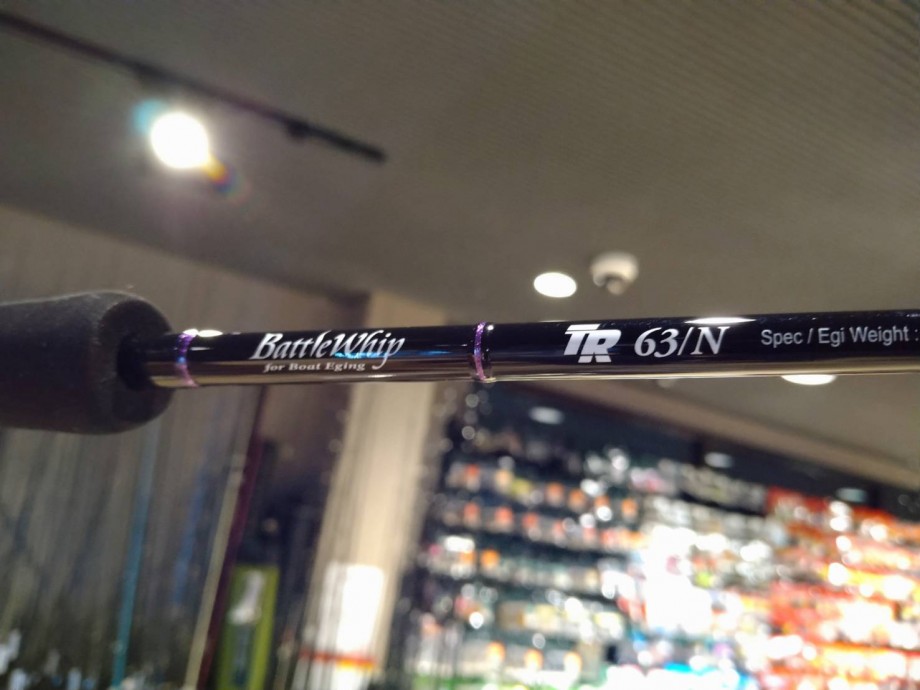 BattleWhip
for Boat Eging
TR 63/N
Spec / Egi Weight :